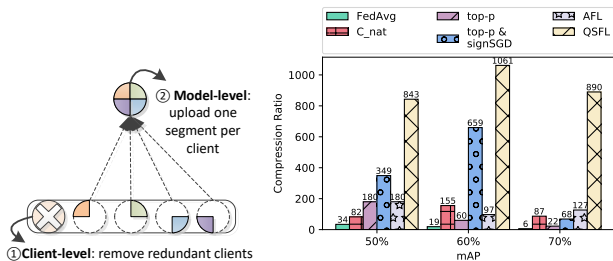 ② Model-level:
upload one
segment per
client
① Client-level: remove redundant clients
FedAvg
C_nat
top-p
top-p &
signSGD
AFL
QSFL
Compression Ratio
1000
800
600
400
200
0
34
82
180
349
180
843
19
155
60
659
97
1061
6
87
22
68
127
890
50%
60%
70%
mAP